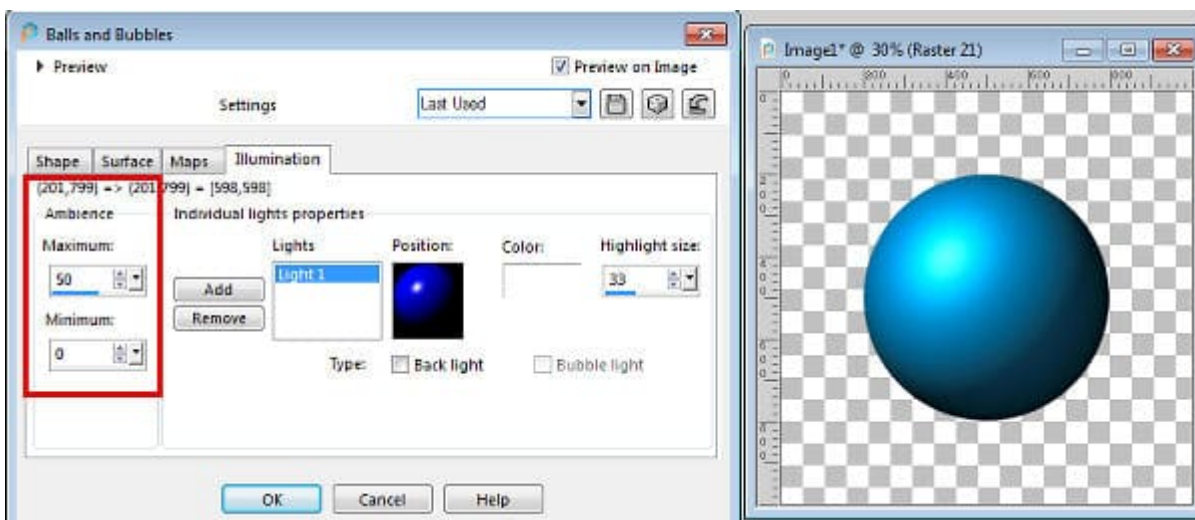 Balls and Bubbles
Preview
Preview on Image
Settings
Last Used
Shape Surface Maps Illumination
(201,799) => (201,799) = [598,598]
Ambience
Individual lights properties
Maximum:
Lights
Position:
Color:
Highlight size:
50
Add
Light 1
33
Remove
Minimum:
0
Type:
Back light
Bubble light
OK
Cancel
Help
Image1* @ 30% (Raster 21)